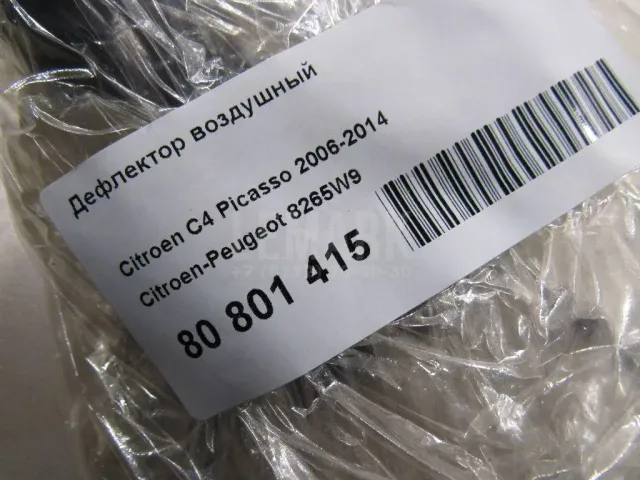 Дефлектор воздушный
Citroen C4 Picasso 2006-2014
Citroen-Peugeot 8265W9
80 801 415